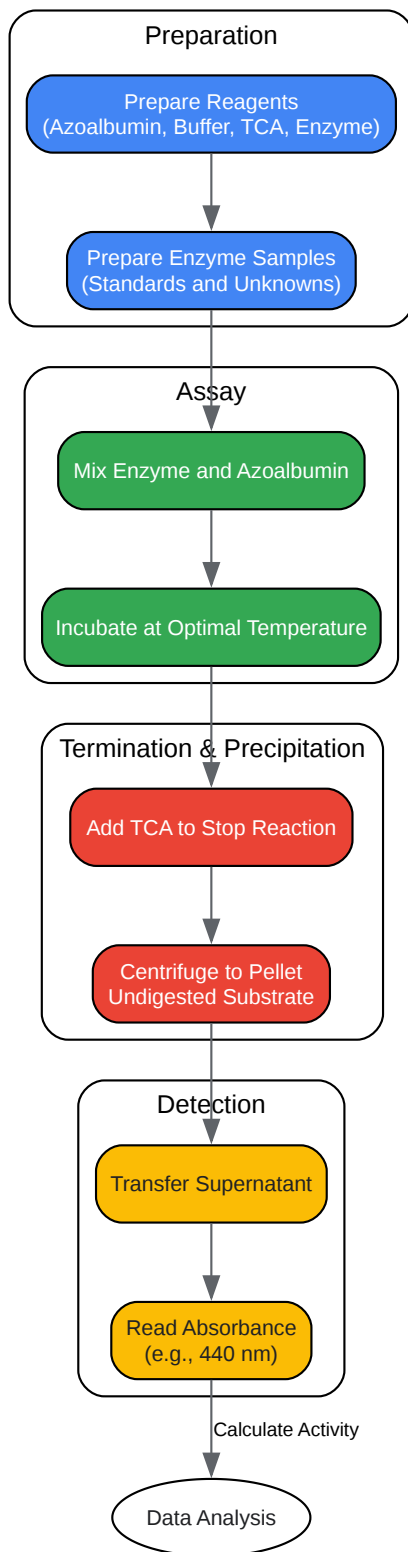 Preparation
Prepare Reagents
(Azoalbumin, Buffer, TCA, Enzyme)
Prepare Enzyme Samples
(Standards and Unknowns)
Assay
Mix Enzyme and Azoalbumin
Incubate at Optimal Temperature
Termination & Precipitation
Add TCA to Stop Reaction
Centrifuge to Pellet
Undigested Substrate
Detection
Transfer Supernatant
Read Absorbance
(e.g., 440 nm)
Calculate Activity
Data Analysis